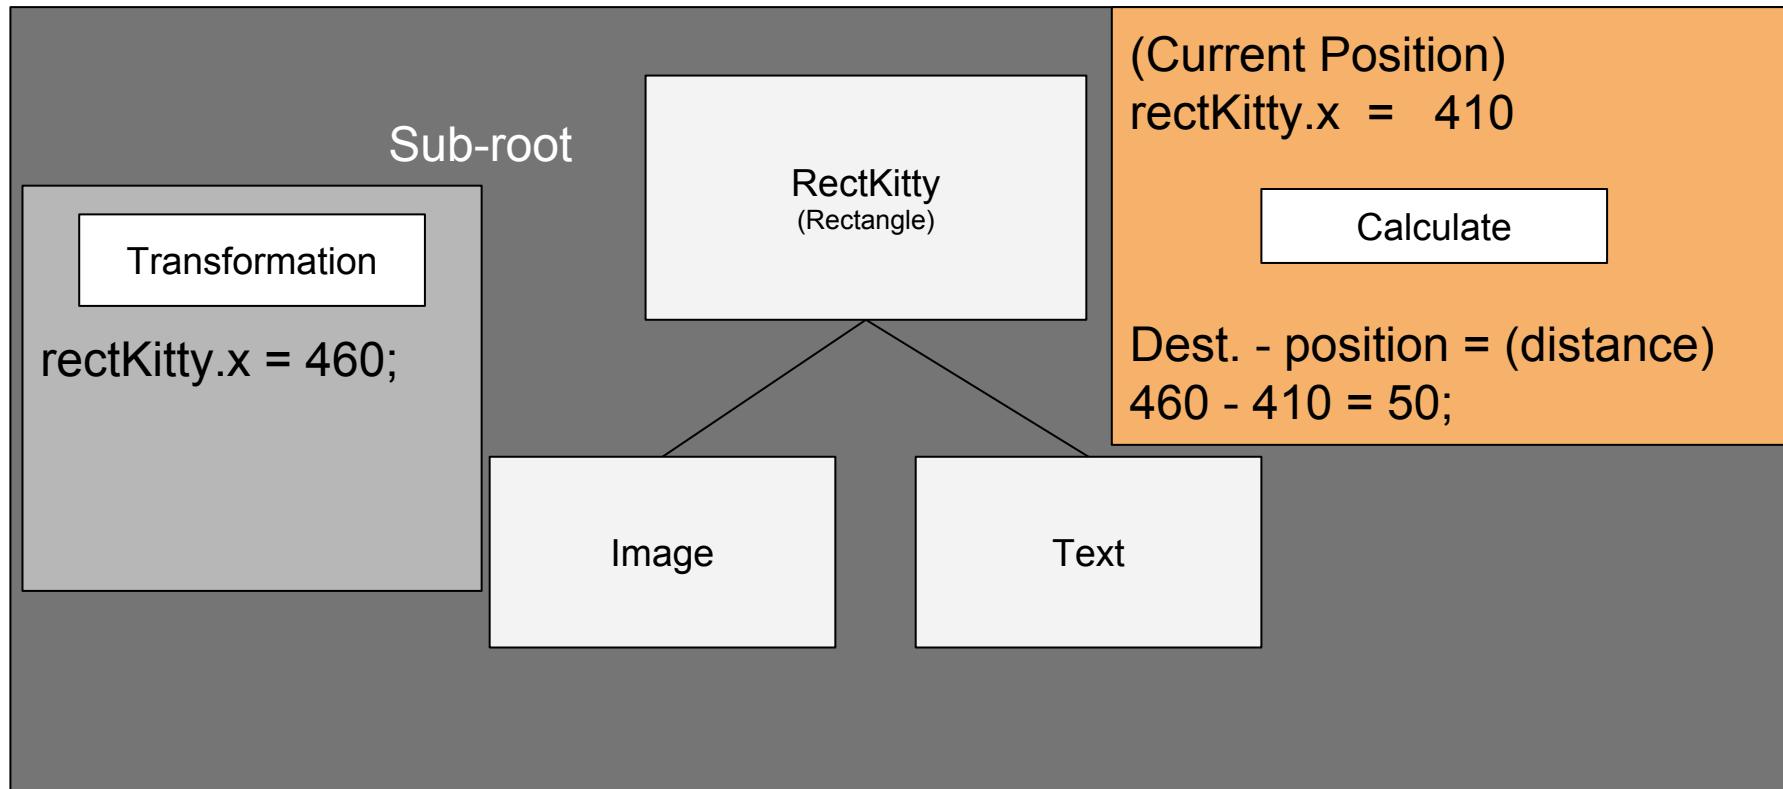 Sub-root
Transformation
rectKitty.x = 460;
RectKitty
(Rectangle)
Image
Text
(Current Position)
rectKitty.x = 410
Calculate
Dest. - position = (distance)
460 - 410 = 50;